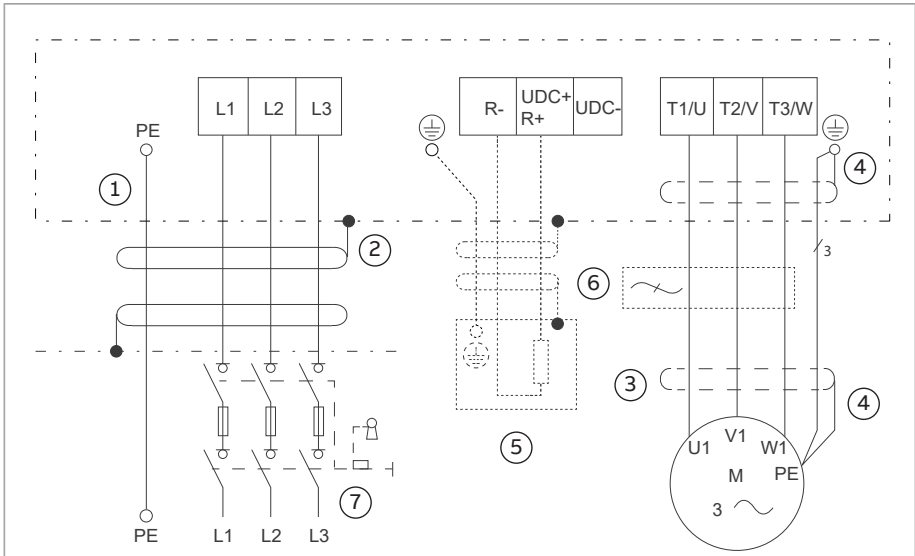 L1 L2 L3
R- UDC+ R+ UDC-
T1/U T2/V T3/W
PE
1
4
2
3
6
3
4
5
U1 V1 W1
M PE
3
7
PE L1 L2 L3